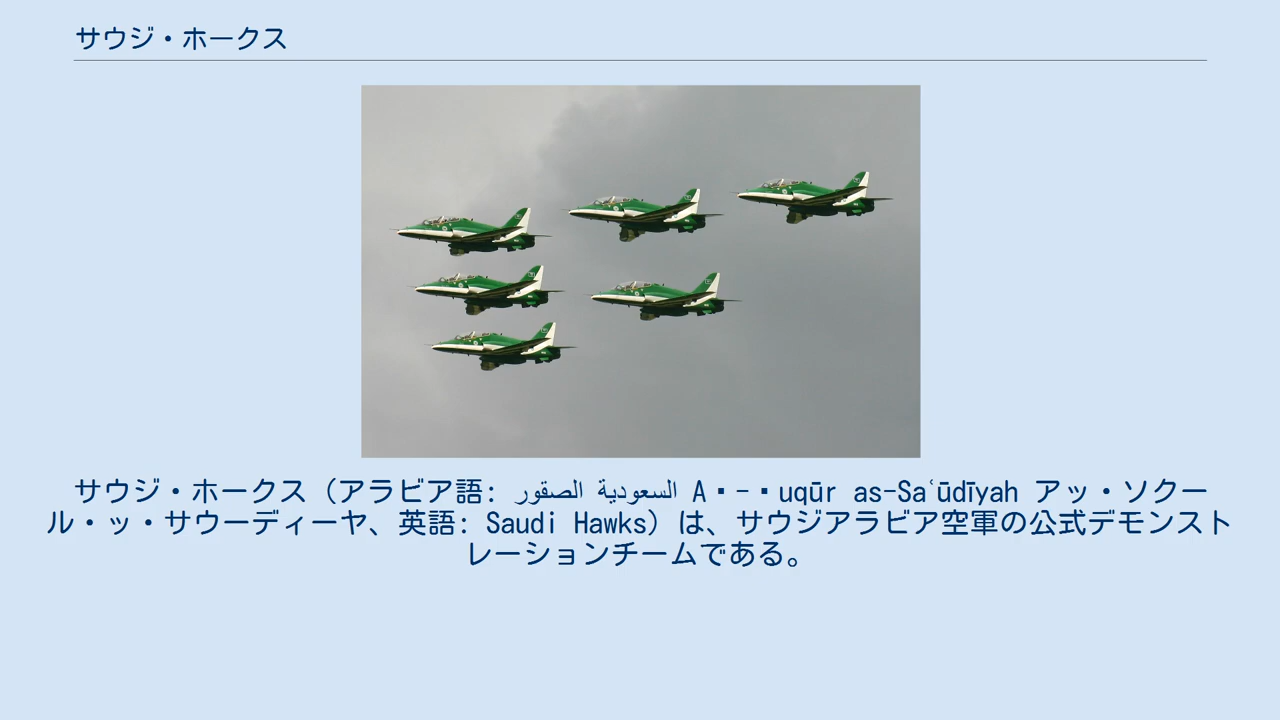 サウジ・ホークス
サウジ・ホークス（アラビア語: السعودية الصقور A·-·uqūr as-Saʿūdīyah アッ・ソクー
ル・ッ・サウーディーヤ、英語: Saudi Hawks）は、サウジアラビア空軍の公式デモンスト
レーションチームである。